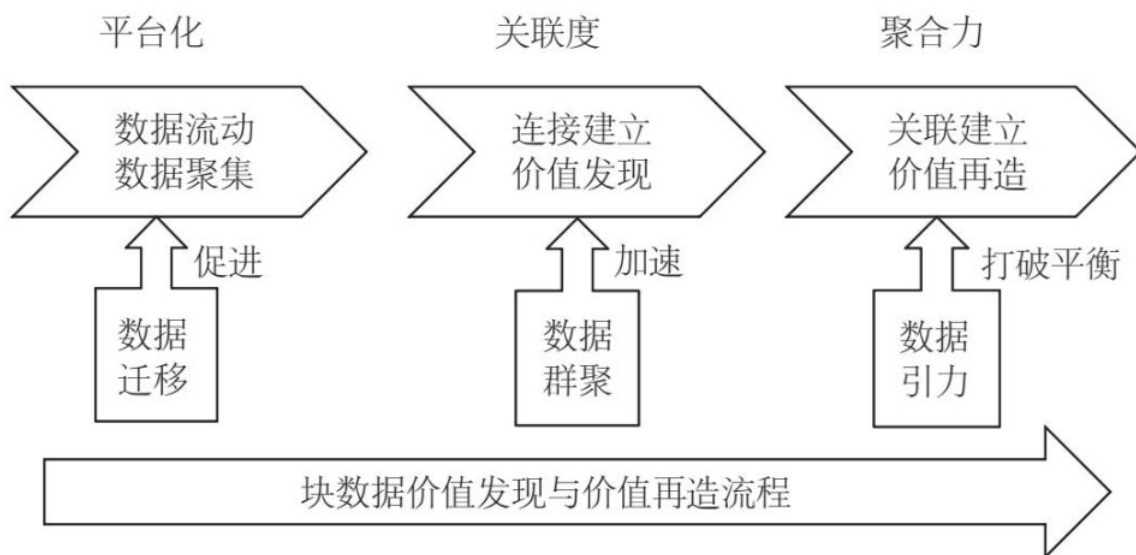 平台化
关联度
聚合力
数据流动
数据聚集
连接建立
价值发现
关联建立
价值再造
促进
加速
打破平衡
数据
迁移
数据
群聚
数据
引力
块数据价值发现与价值再造流程